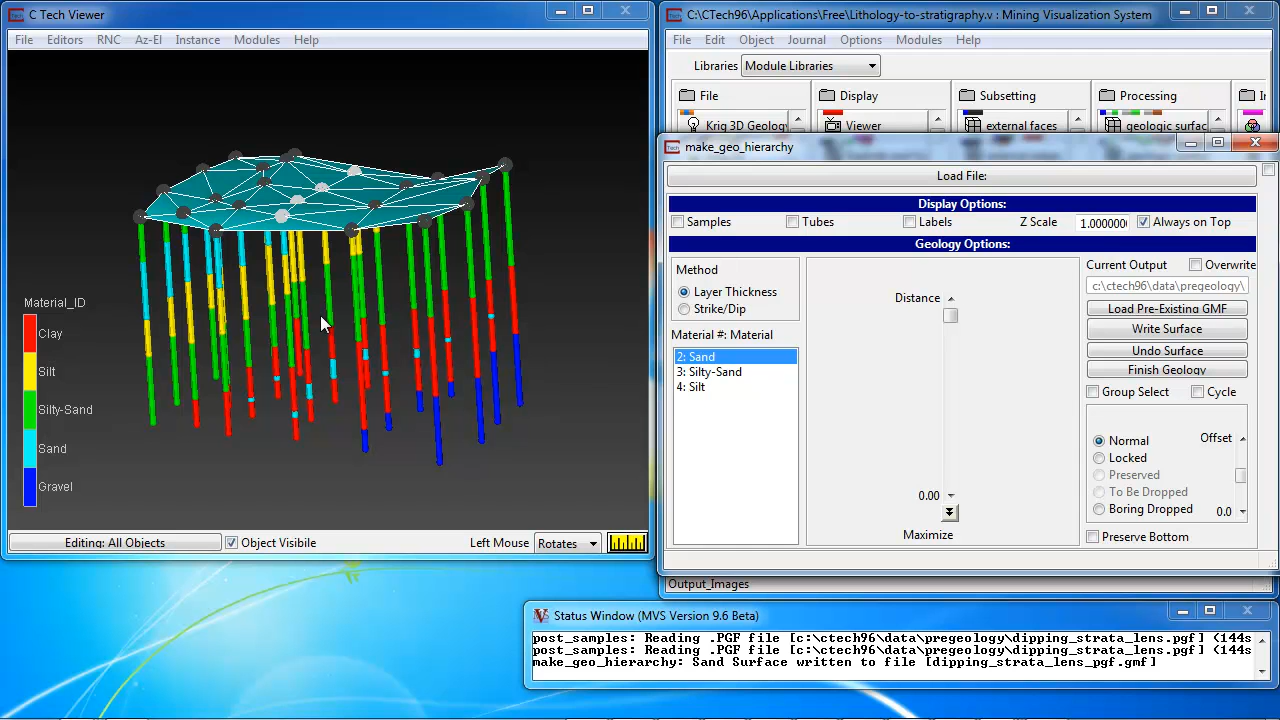 C Tech Viewer
File Editors RNC Az-El Instance Modules Help
Material_ID
Clay
Silt
Silty-Sand
Sand
Gravel
Editing: All Objects
Object Visibile
Left Mouse
Rotates
C:\CTech96\Applications\Free\Lithology-to-stratigraphy.v : Mining Visualization System
File Edit Object Journal Options Modules Help
Libraries Module Libraries
File Display Subsetting Processing
Krig 3D Geology Viewer external faces geologic surfac
CTech make_geo_hierarchy
Load File:
Display Options:
Samples Tubes Labels Z Scale 1.000000 Always on Top
Geology Options:
Method
Layer Thickness
Strike/Dip
Material #: Material
2: Sand
3: Silty-Sand
4: Silt
Distance
0.00
Maximize
Current Output Overwrite
c:\ctech96\data\pregeology\
Load Pre-Existing GMF
Write Surface
Undo Surface
Finish Geology
Group Select Cycle
Normal Offset
Locked
Preserved
To Be Dropped
Boring Dropped 0.0
Preserve Bottom
Output_Images
Status Window (MVS Version 9.6 Beta)
post_samples: Reading .PGF file [c:\ctech96\data\pregeology\dipping_strata_lens.pgf] (144s
post_samples: Reading .PGF file [c:\ctech96\data\pregeology\dipping_strata_lens.pgf] (144s
make_geo_hierarchy: Sand Surface written to file [dipping_strata_lens_pgf.gmf]